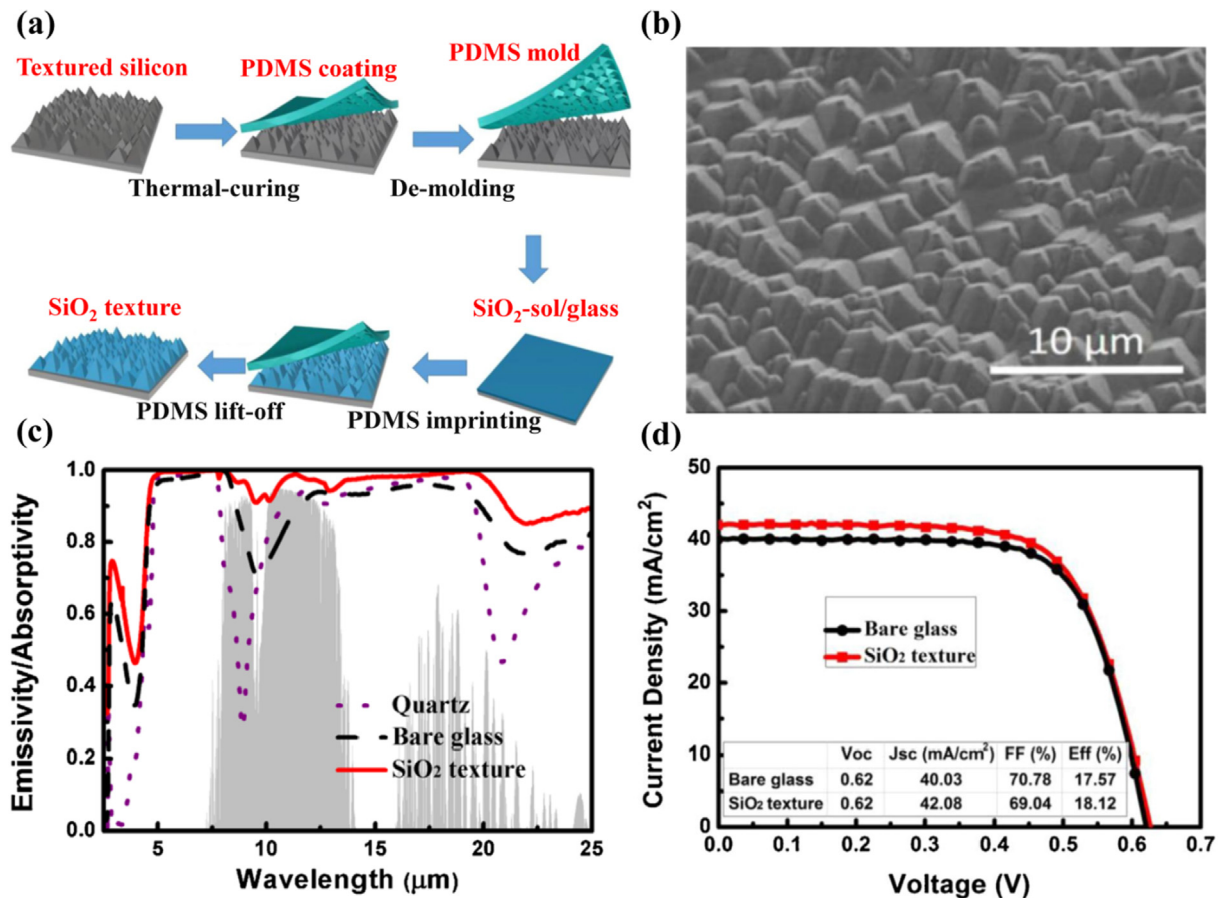 (a)
Textured silicon
PDMS coating
PDMS mold
Thermal-curing
De-molding
SiO₂ texture
SiO₂-sol/glass
PDMS lift-off
PDMS imprinting
(b)
10 μm
(c)
Emissivity/Absorptivity
1.0
0.8
0.6
0.4
0.2
0.0
Quartz
Bare glass
SiO₂ texture
5 10 15 20 25
Wavelength (μm)
(d)
Current Density (mA/cm²)
50
40
30
20
10
0
Bare glass
SiO₂ texture
Voc Jsc (mA/cm²) FF (%) Eff (%)
Bare glass 0.62 40.03 70.78 17.57
SiO₂ texture 0.62 42.08 69.04 18.12
0.0 0.1 0.2 0.3 0.4 0.5 0.6 0.7
Voltage (V)